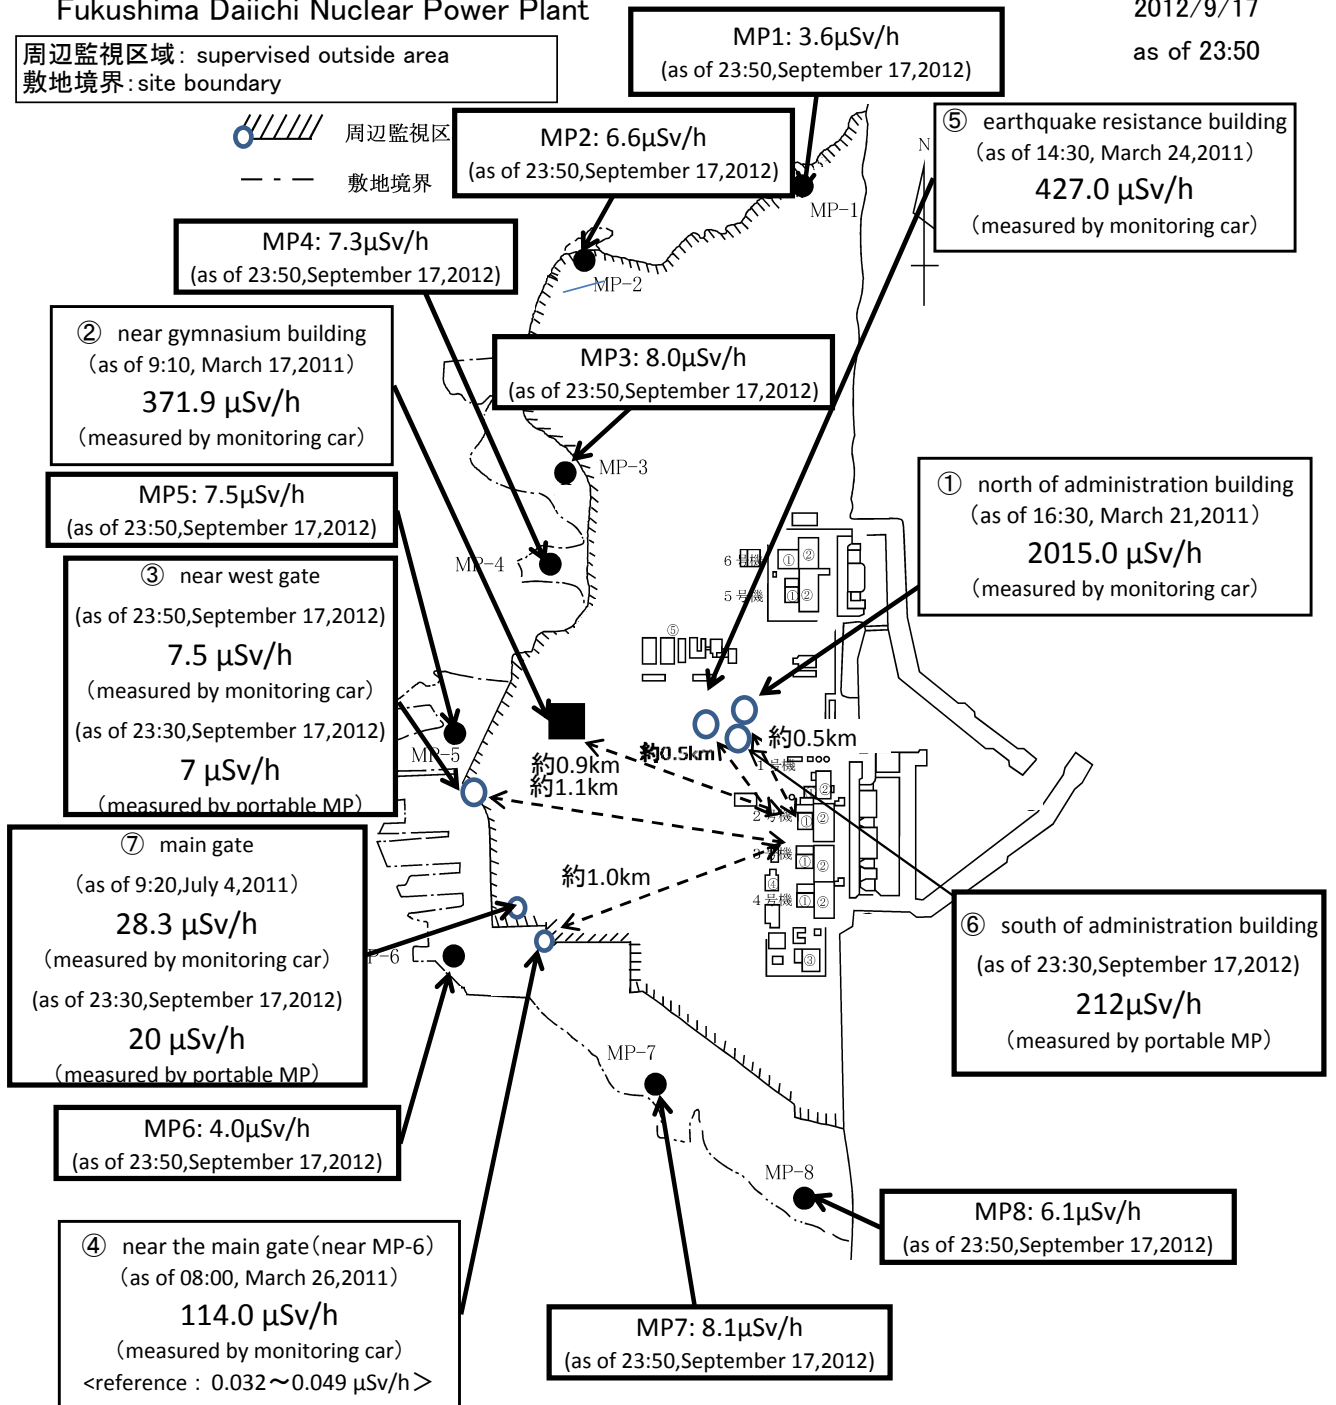 Fukushima Daiichi Nuclear Power Plant
2012/9/17
as of 23:50
周辺監視区域: supervised outside area
敷地境界:site boundary
周辺監視区
敷地境界
MP1: 3.6μSv/h
(as of 23:50,September 17,2012)
MP2: 6.6μSv/h
(as of 23:50,September 17,2012)
⑤ earthquake resistance building
(as of 14:30, March 24,2011)
427.0 μSv/h
(measured by monitoring car)
N
MP-1
MP4: 7.3μSv/h
(as of 23:50,September 17,2012)
MP-2
② near gymnasium building
(as of 9:10, March 17,2011)
371.9 μSv/h
(measured by monitoring car)
MP3: 8.0μSv/h
(as of 23:50,September 17,2012)
MP-3
MP5: 7.5μSv/h
(as of 23:50,September 17,2012)
① north of administration building
(as of 16:30, March 21,2011)
2015.0 μSv/h
(measured by monitoring car)
MP-4
③ near west gate
(as of 23:50,September 17,2012)
7.5 μSv/h
(measured by monitoring car)
(as of 23:30,September 17,2012)
7 μSv/h
(measured by portable MP)
6号機
① ②
5号機
① ②
⑤
MP-5
約0.9km
約1.1km
約0.5km
約0.5km
1号機
②
2号機
① ②
3号機
① ②
④
4号機
① ②
③
約1.0km
⑦ main gate
(as of 9:20,July 4,2011)
28.3 μSv/h
(measured by monitoring car)
(as of 23:30,September 17,2012)
20 μSv/h
(measured by portable MP)
P-6
⑥ south of administration building
(as of 23:30,September 17,2012)
212μSv/h
(measured by portable MP)
MP-7
MP6: 4.0μSv/h
(as of 23:50,September 17,2012)
MP-8
MP8: 6.1μSv/h
(as of 23:50,September 17,2012)
④ near the main gate(near MP-6)
(as of 08:00, March 26,2011)
114.0 μSv/h
(measured by monitoring car)
<reference : 0.032～0.049 μSv/h>
MP7: 8.1μSv/h
(as of 23:50,September 17,2012)